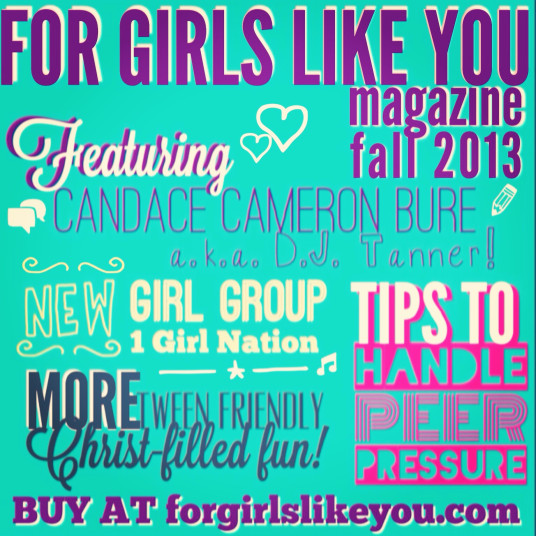 FOR GIRLS LIKE YOU
magazine
fall 2013
Featuring
CANDACE CAMERON BURE
a.k.a. D.J. Tanner!
NEW GIRL GROUP
1 Girl Nation
TIPS TO
HANDLE
PEER
PRESSURE
MORE TWEEN FRIENDLY
Christ-filled fun!
BUY AT forgirlslikeyou.com